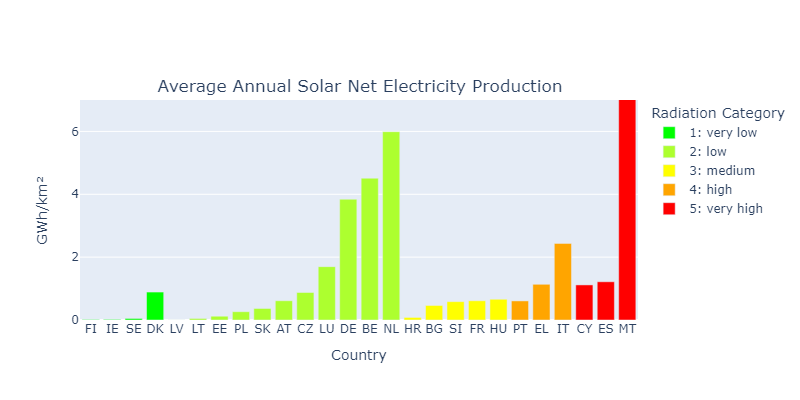 Average Annual Solar Net Electricity Production
Radiation Category
1: very low
2: low
3: medium
4: high
5: very high
GWh/km²
6
4
2
0
FI IE SE DK LV LT EE PL SK AT CZ LU DE BE NL HR BG SI FR HU PT EL IT CY ES MT
Country